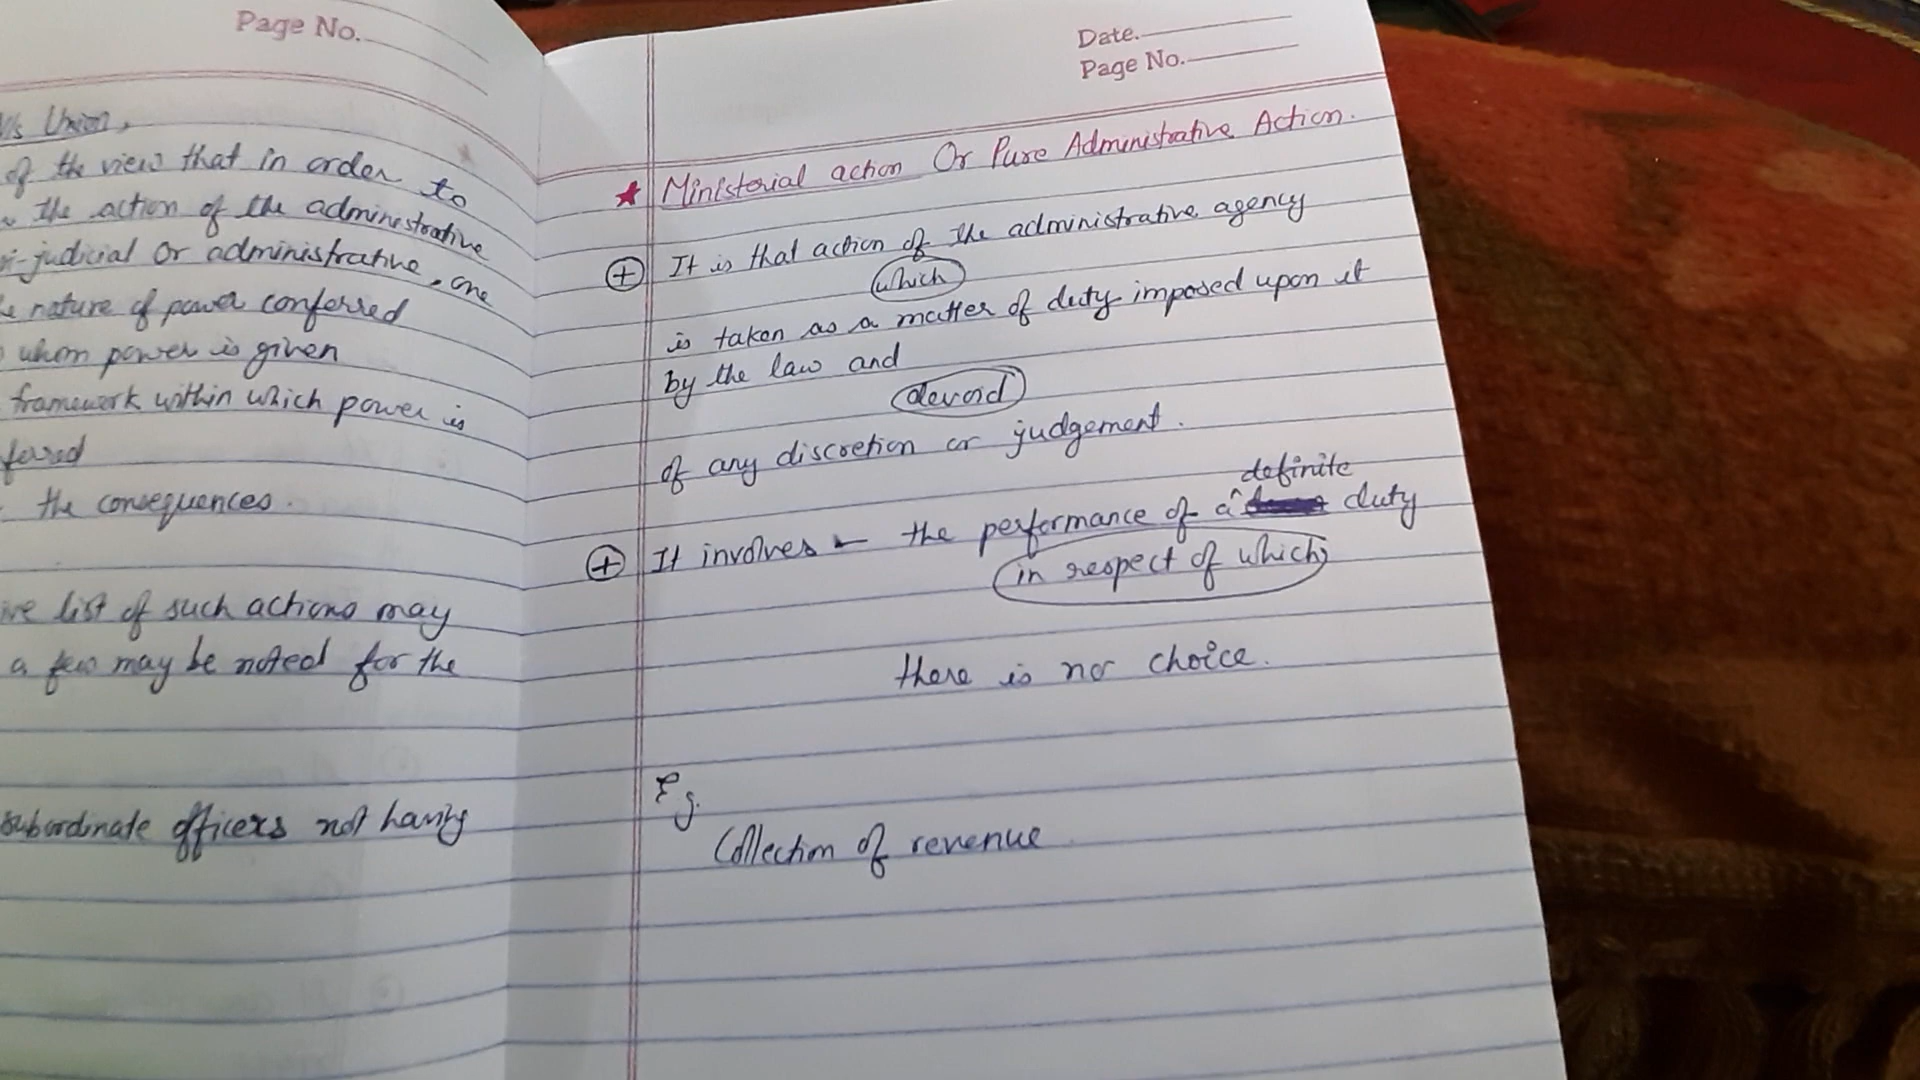 Page No.
V/s Union,
of the view that in order to
the action of the administrative
i-judicial or administrative, one
nature of power conferred
whom power is given
framework within which power is
ferred
the consequences.
ive list of such actions may
a few may be noted for the
subordinate officers not having
Date.
Page No.
★ Ministerial action Or Pure Administrative Action.
⊕ It is that action of the administrative agency
which
is taken as a matter of duty imposed upon it
by the law and
devoid
of any discretion or judgement.
definite
⊕ It involves – the performance of a duty
in respect of which
there is no choice.
Eg.
Collection of revenue